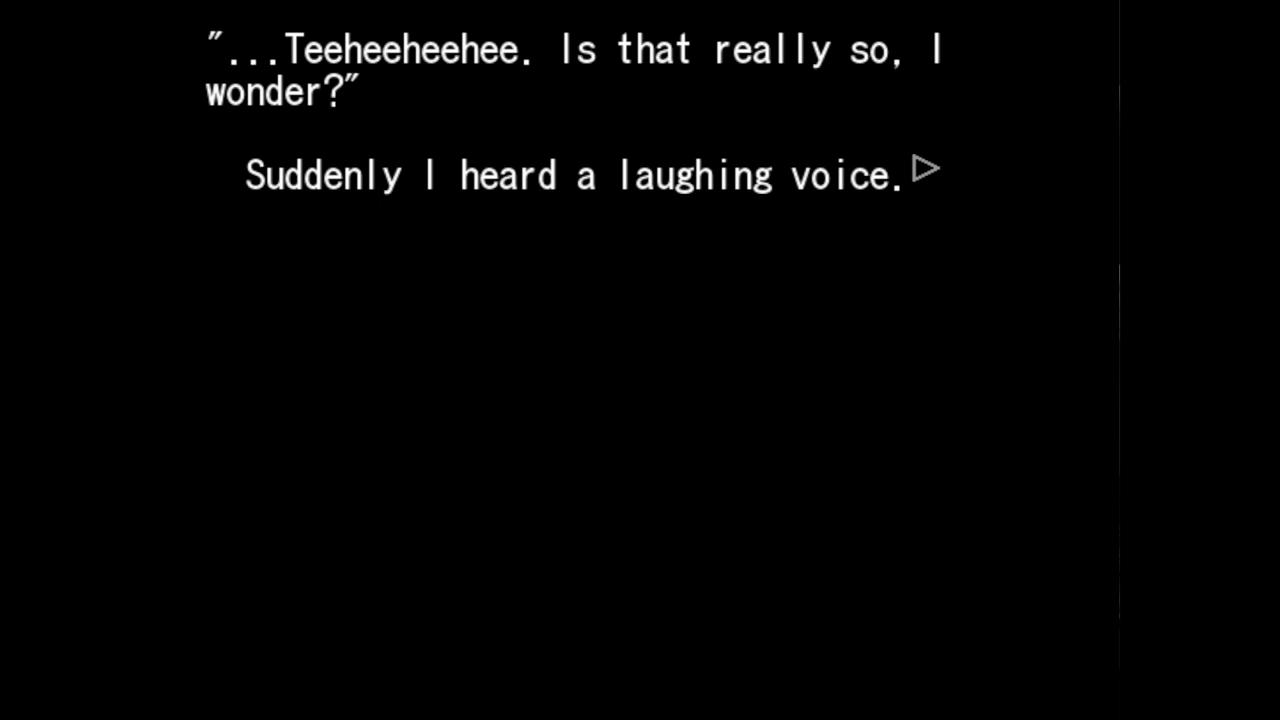 "...Teeheeheehee. Is that really so, I
wonder?"
Suddenly I heard a laughing voice.